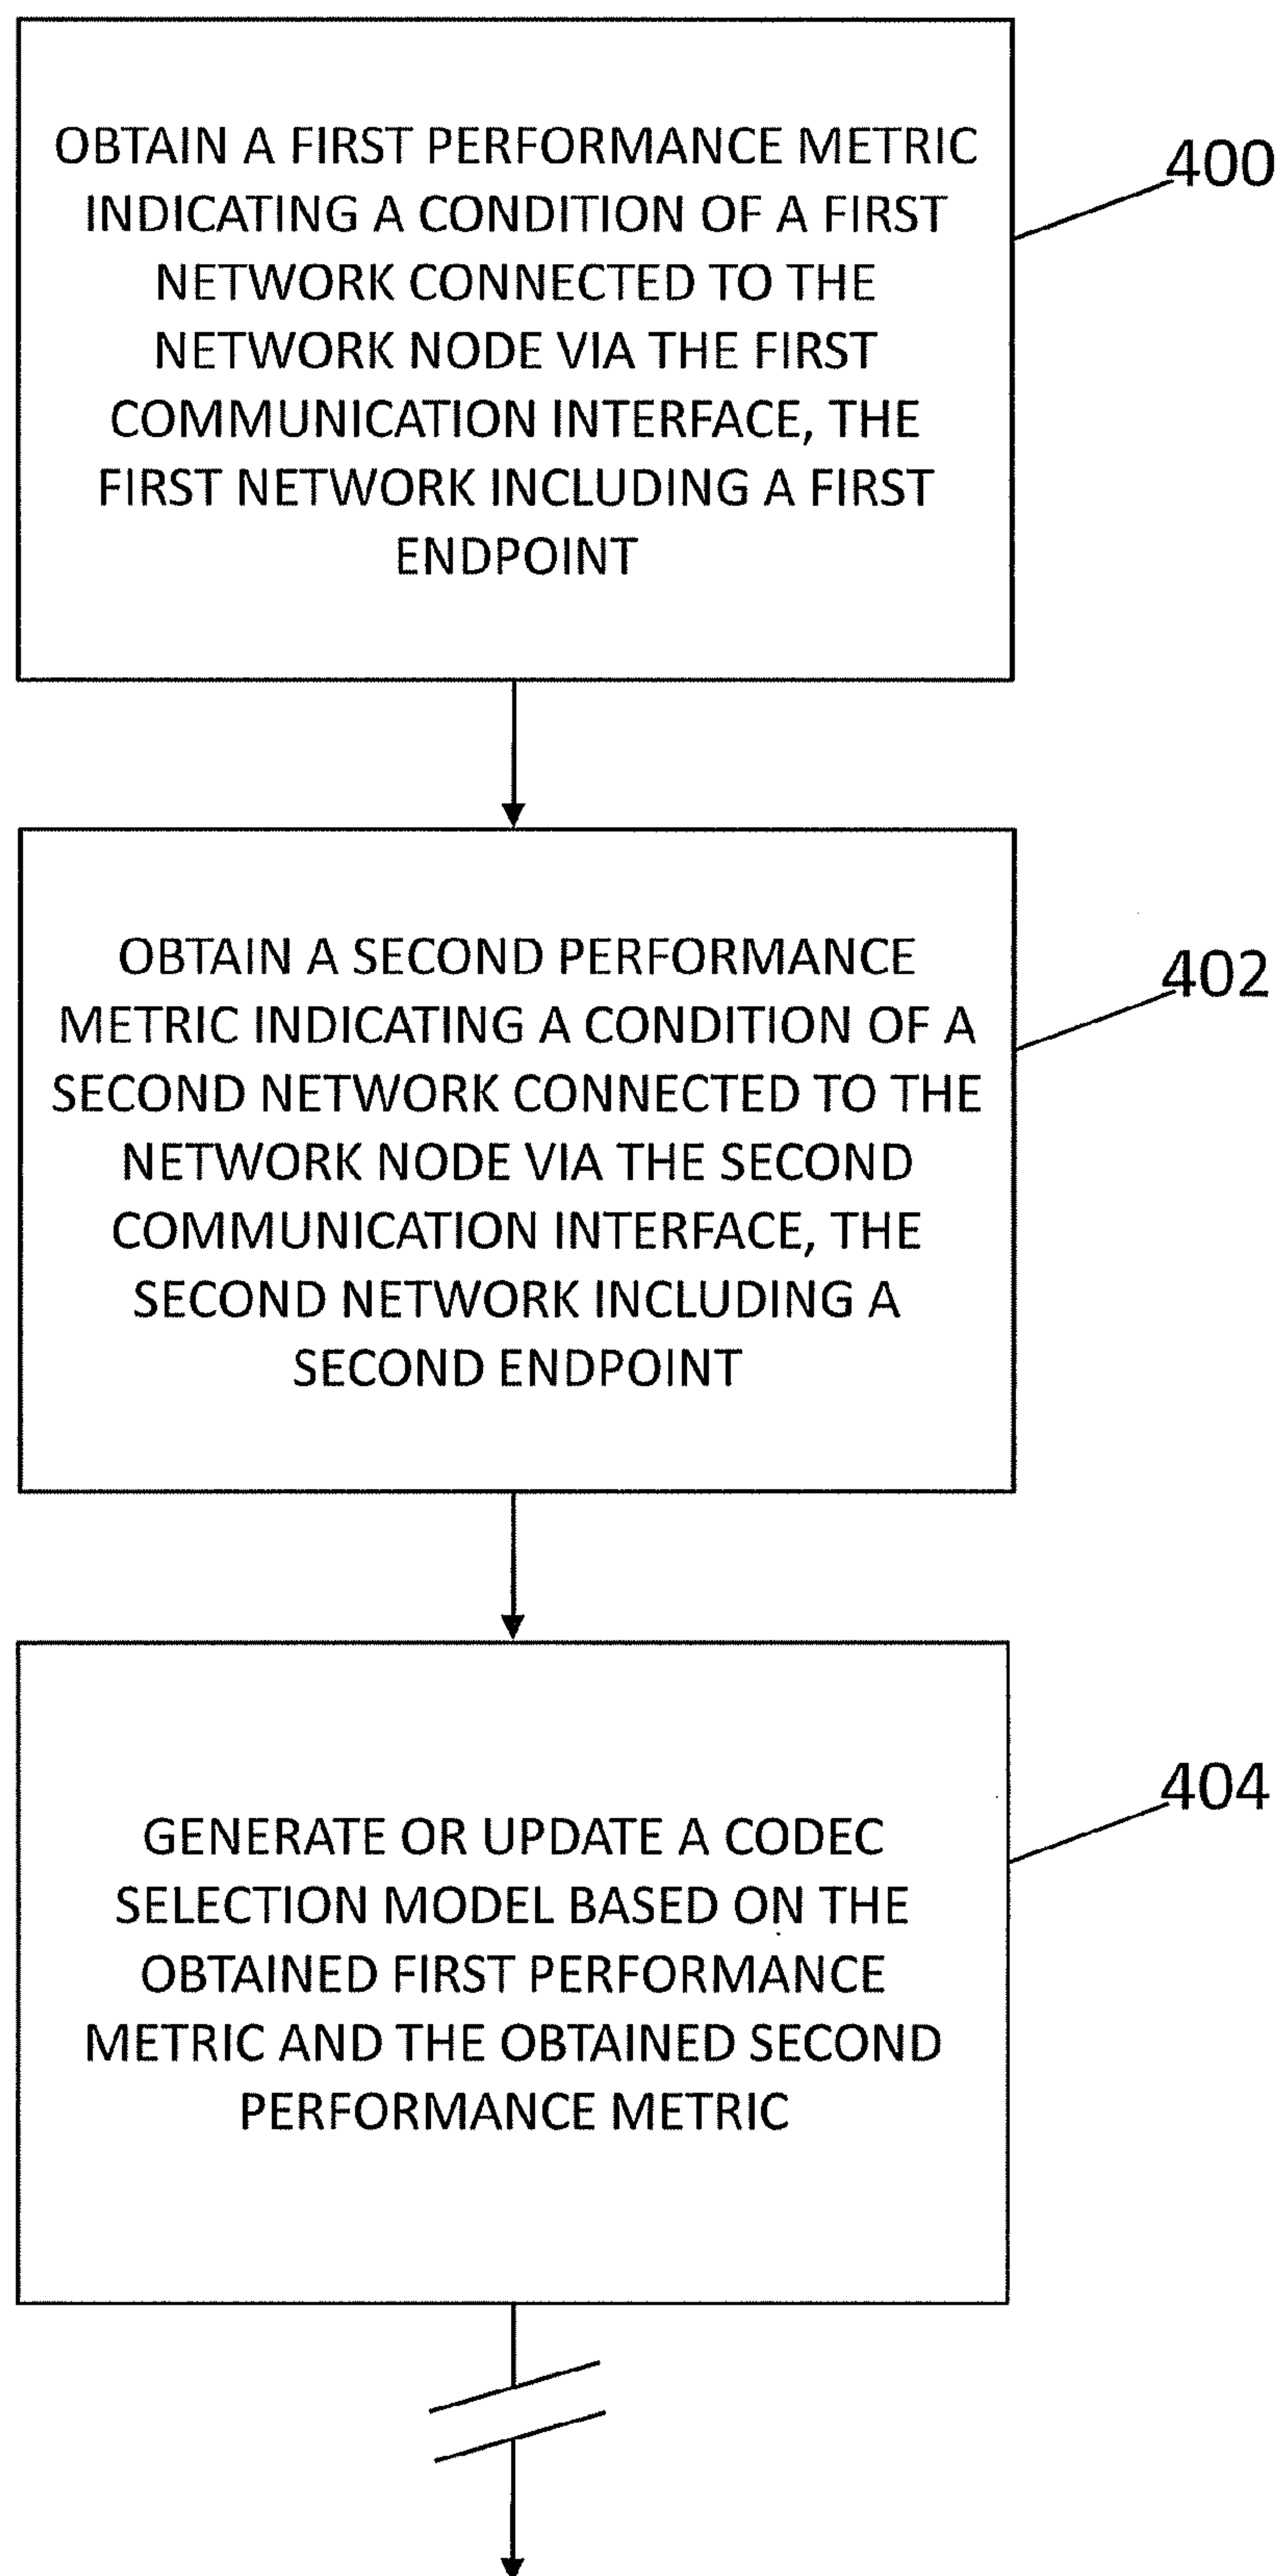 OBTAIN A FIRST PERFORMANCE METRIC
INDICATING A CONDITION OF A FIRST
NETWORK CONNECTED TO THE
NETWORK NODE VIA THE FIRST
COMMUNICATION INTERFACE, THE
FIRST NETWORK INCLUDING A FIRST
ENDPOINT
400
OBTAIN A SECOND PERFORMANCE
METRIC INDICATING A CONDITION OF A
SECOND NETWORK CONNECTED TO THE
NETWORK NODE VIA THE SECOND
COMMUNICATION INTERFACE, THE
SECOND NETWORK INCLUDING A
SECOND ENDPOINT
402
GENERATE OR UPDATE A CODEC
SELECTION MODEL BASED ON THE
OBTAINED FIRST PERFORMANCE
METRIC AND THE OBTAINED SECOND
PERFORMANCE METRIC
404